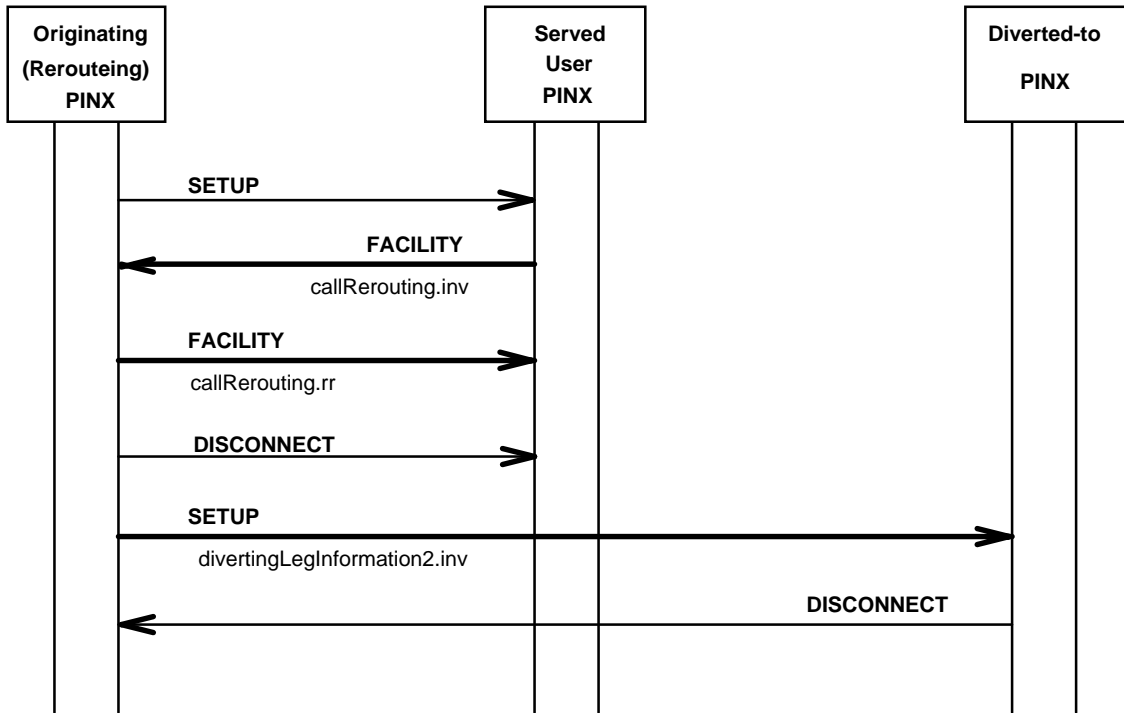 Originating
(Rerouteing)
PINX
Served
User
PINX
Diverted-to
PINX
SETUP
FACILITY
callRerouting.inv
FACILITY
callRerouting.rr
DISCONNECT
SETUP
divertingLegInformation2.inv
DISCONNECT